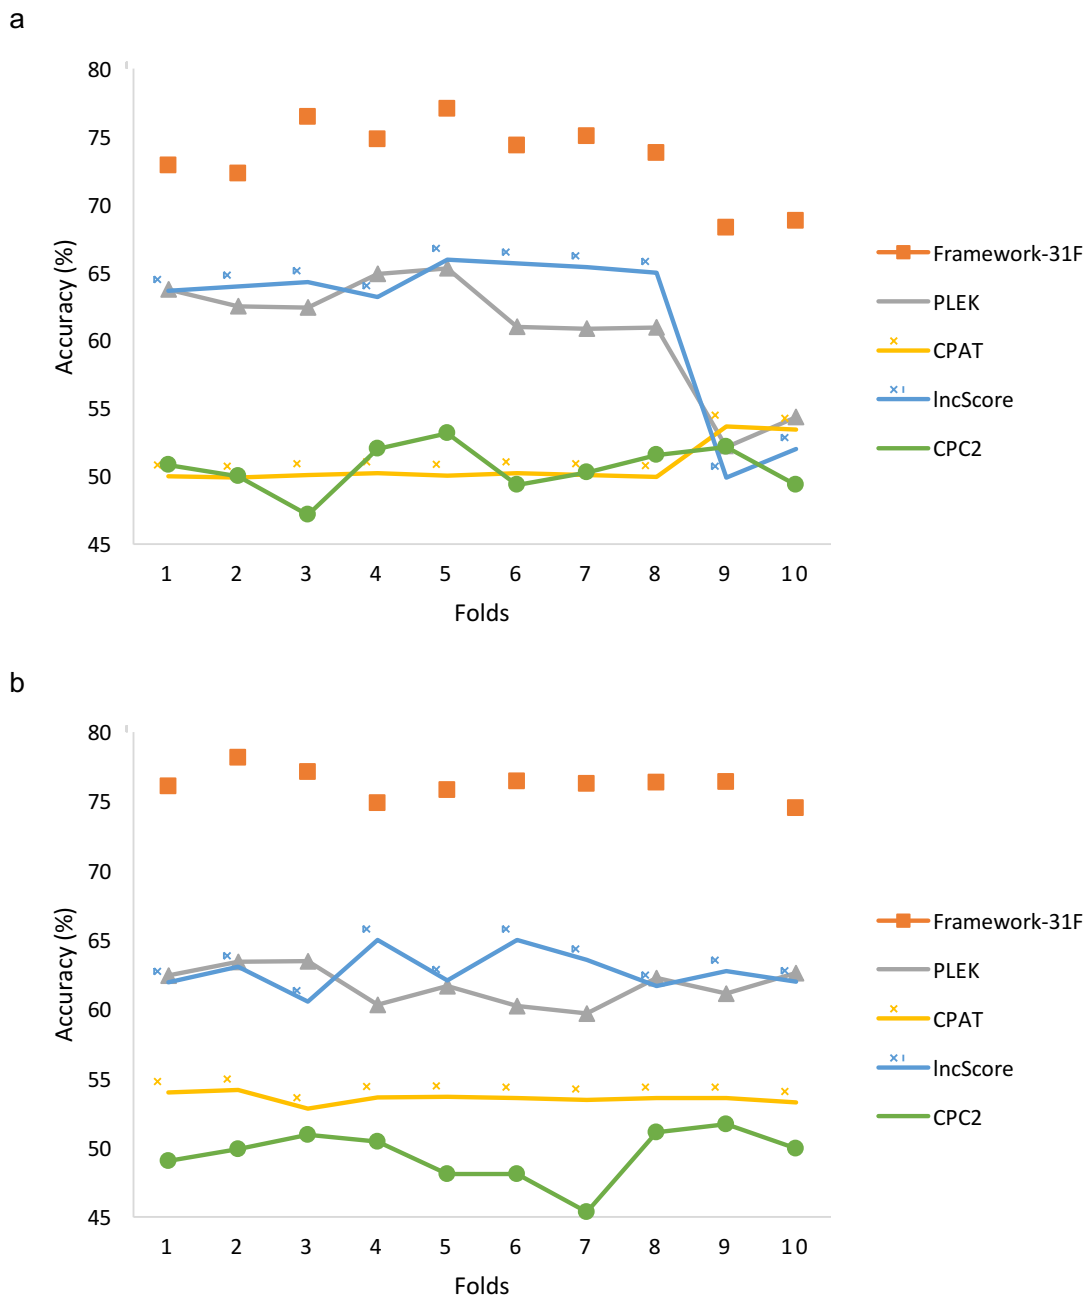 a
80
75
70
65
60
55
50
45
Accuracy (%)
1 2 3 4 5 6 7 8 9 10
Folds
Framework-31F
PLEK
CPAT
lncScore
CPC2
b
80
75
70
65
60
55
50
45
Accuracy (%)
1 2 3 4 5 6 7 8 9 10
Folds
Framework-31F
PLEK
CPAT
lncScore
CPC2